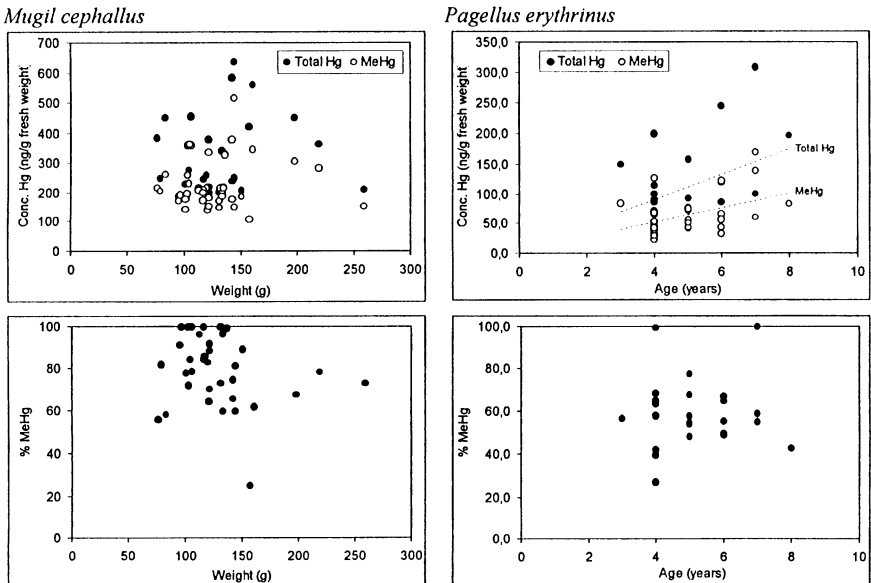 Mugil cephallus
Pagellus erythrinus
Conc. Hg (ng/g fresh weight)
700
600
500
400
300
200
100
0
● Total Hg ○ MeHg
0 50 100 150 200 250 300
Weight (g)
Conc. Hg (ng/g fresh weight)
350,0
300,0
250,0
200,0
150,0
100,0
50,0
0,0
● Total Hg ○ MeHg
Total Hg
MeHg
0 2 4 6 8 10
Age (years)
% MeHg
100
80
60
40
20
0
0 50 100 150 200 250 300
Weight (g)
% MeHg
100,0
80,0
60,0
40,0
20,0
0,0
0 2 4 6 8 10
Age (years)